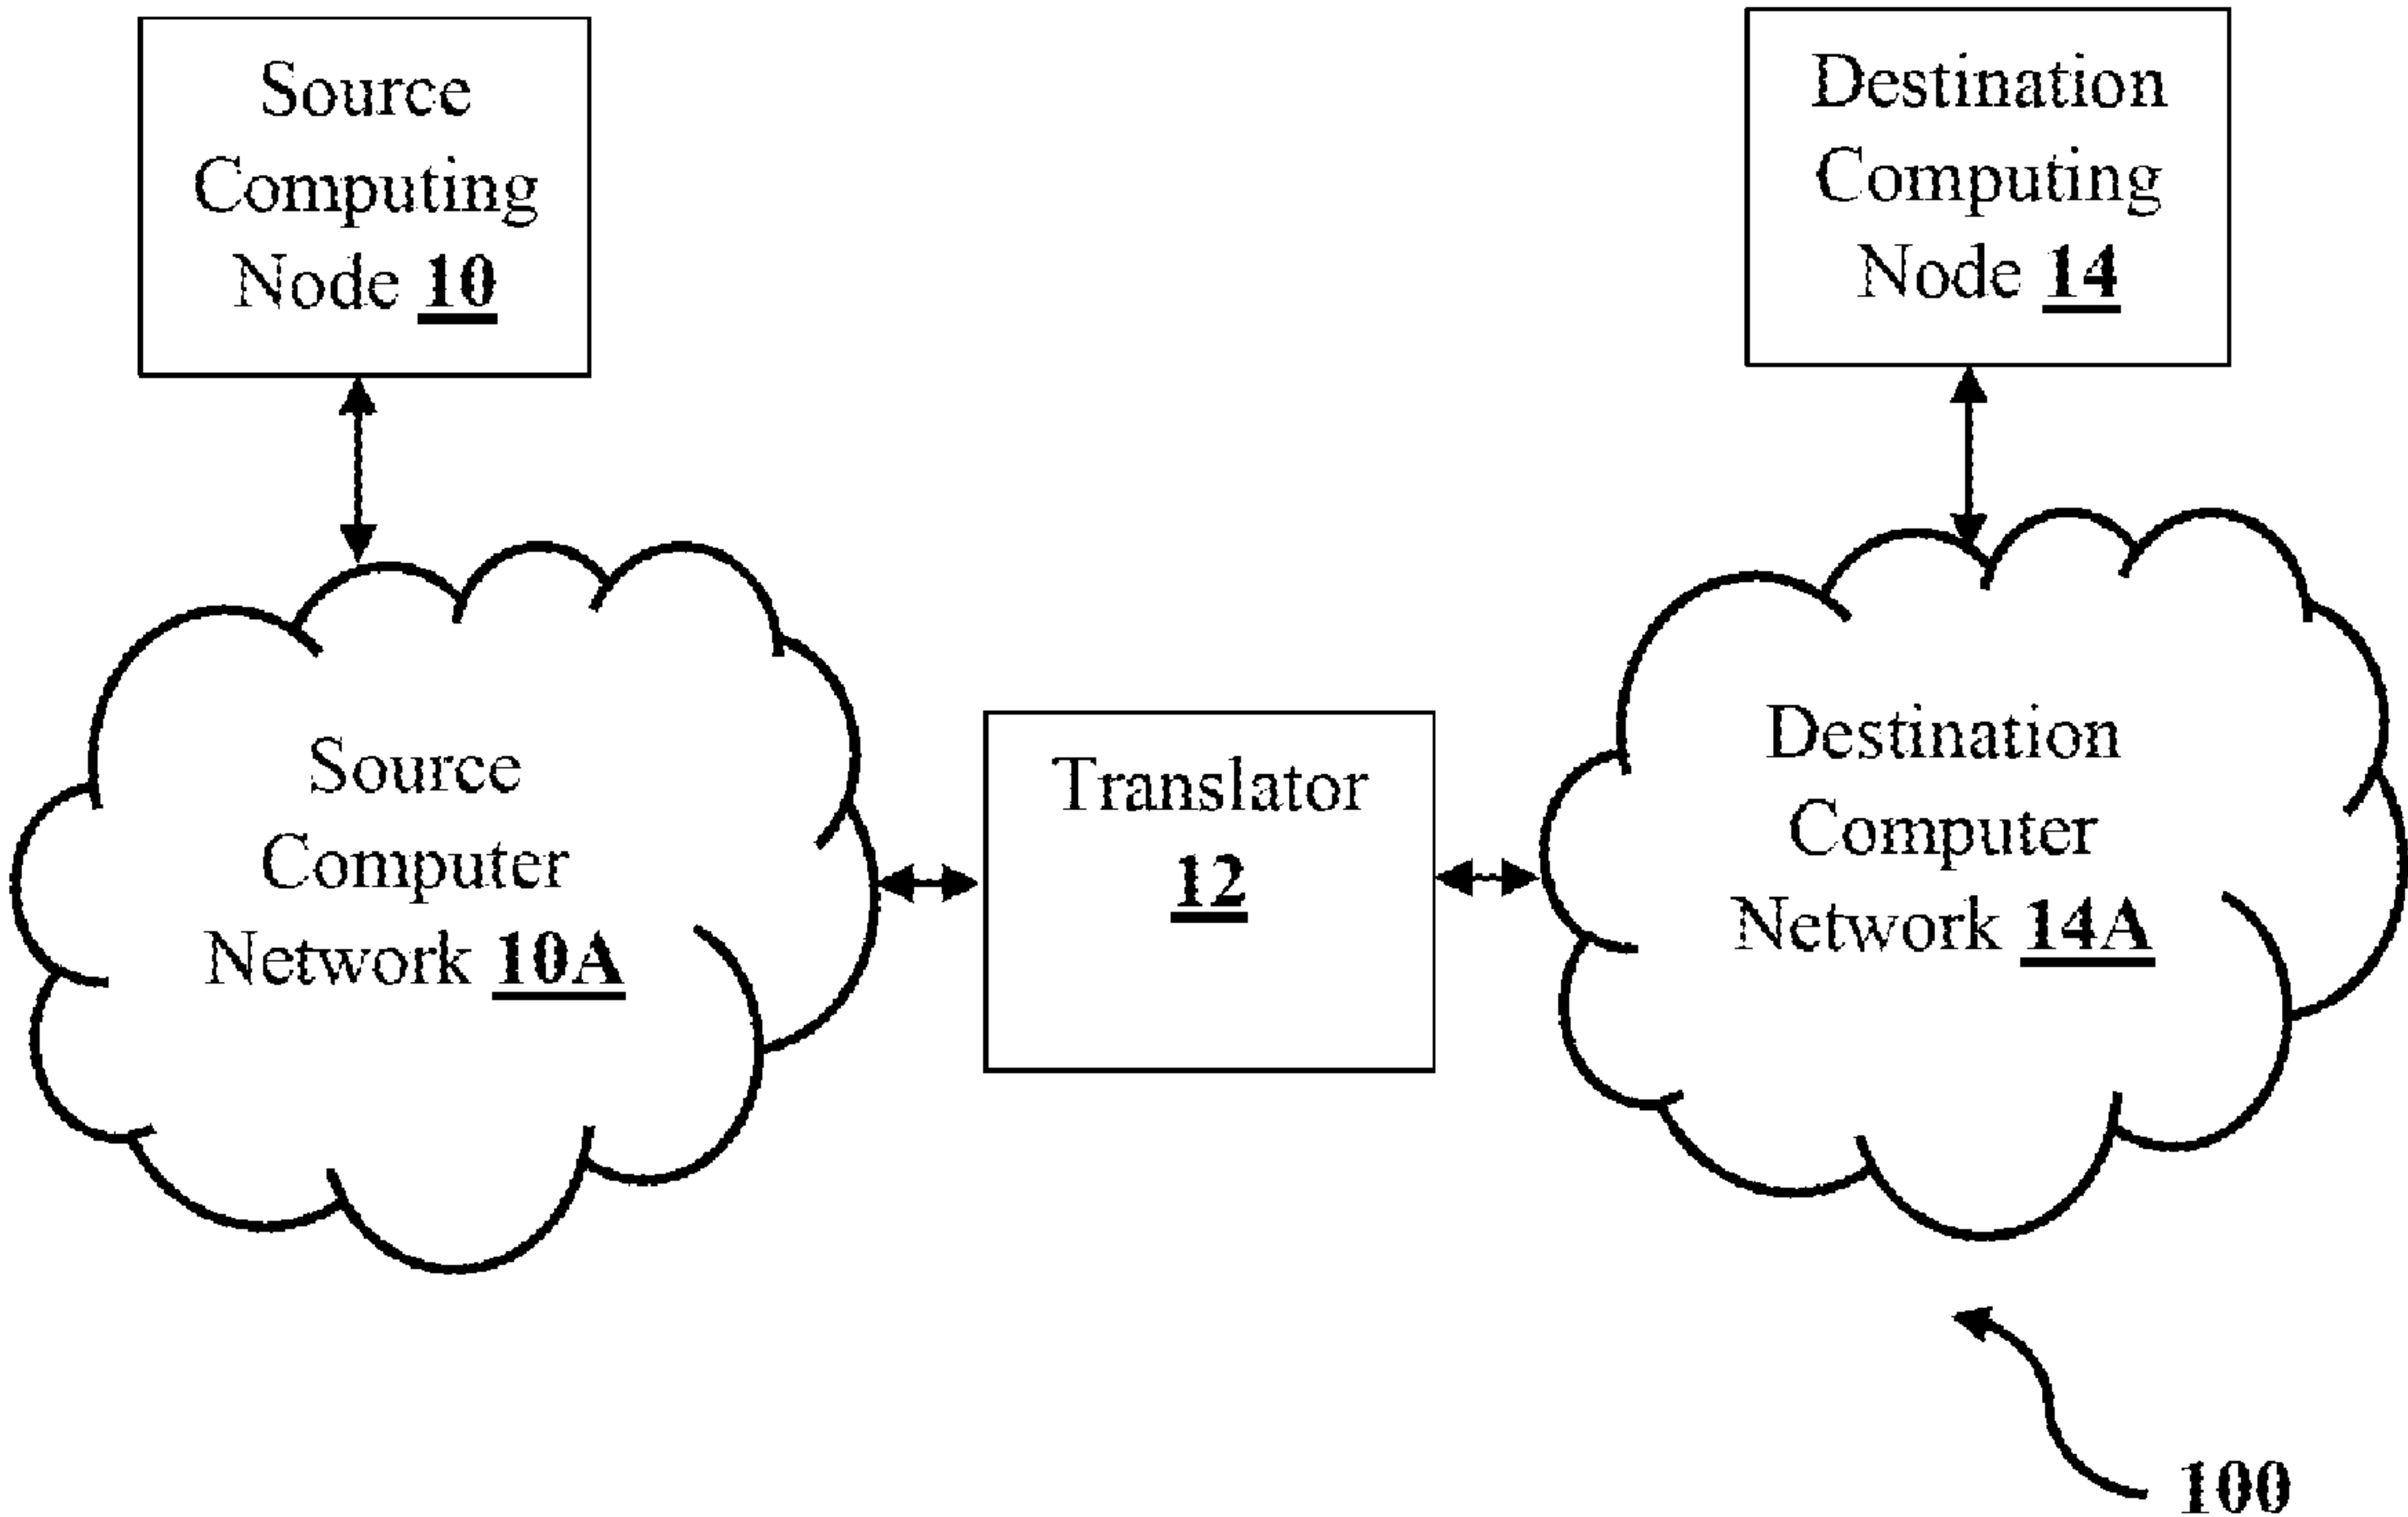 Source
Computing
Node 10
Destination
Computing
Node 14
Source
Computer
Network 10A
Translator
12
Destination
Computer
Network 14A
100